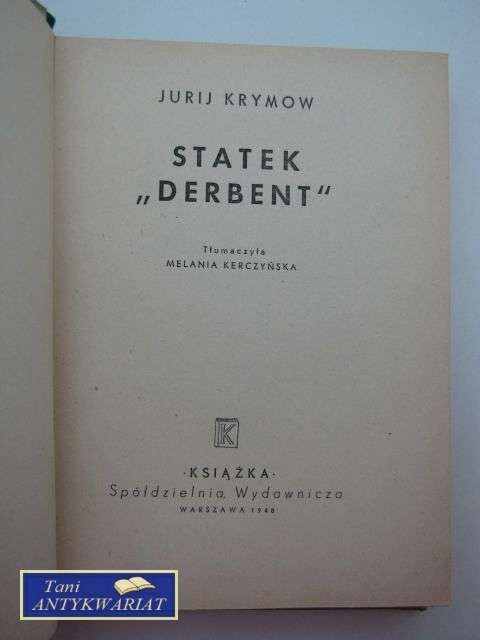 JURIJ KRYMOW
STATEK
„DERBENT"
Tłumaczyła
MELANIA KERCZYŃSKA
K
·KSIĄŻKA·
Spółdzielnia Wydawnicza
WARSZAWA 1948
Tani
ANTYKWARIAT